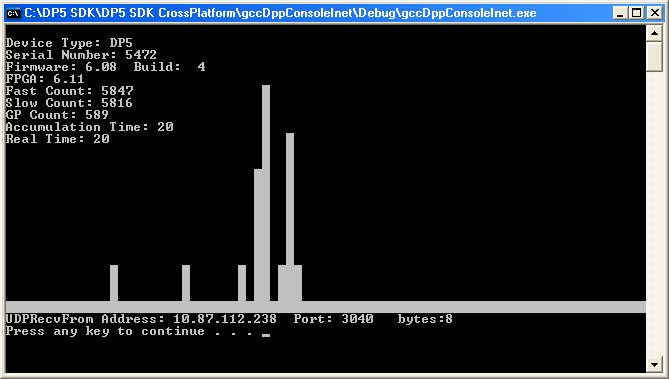 C:\DP5 SDK\DP5 SDK CrossPlatform\gccDppConsoleInet\Debug\gccDppConsoleInet.exe
Device Type: DP5
Serial Number: 5472
Firmware: 6.08  Build:  4
FPGA: 6.11
Fast Count: 5847
Slow Count: 5816
GP Count: 589
Accumulation Time: 20
Real Time: 20
UDPRecvFrom Address: 10.87.112.238  Port: 3040   bytes:8
Press any key to continue . . . _